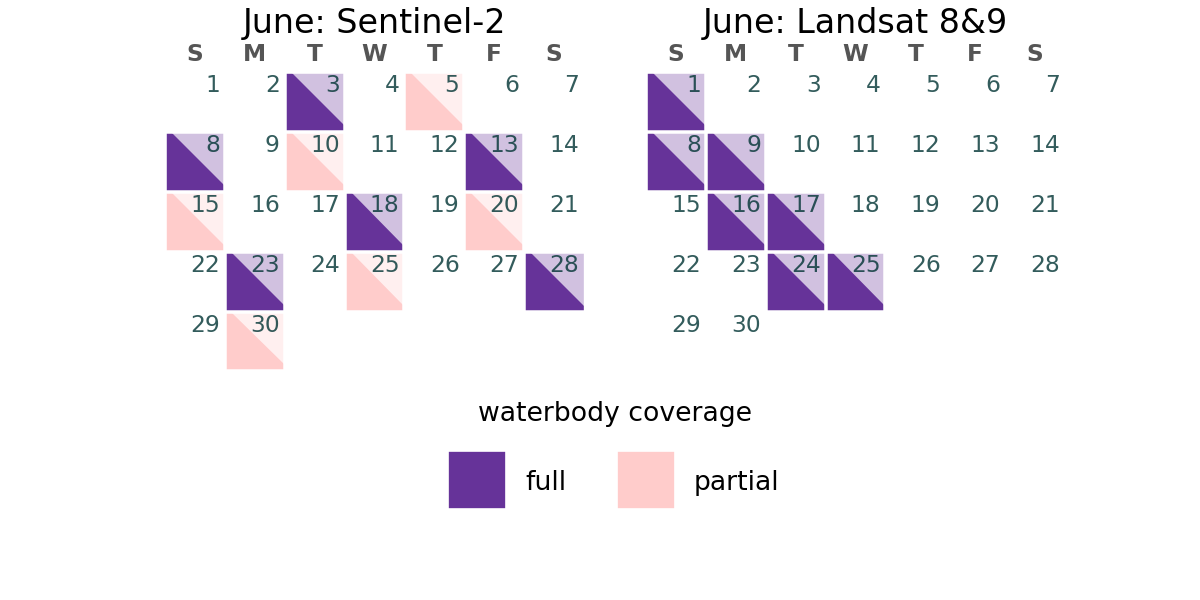 June: Sentinel-2
S M T W T F S
1 2 3 4 5 6 7
8 9 10 11 12 13 14
15 16 17 18 19 20 21
22 23 24 25 26 27 28
29 30
June: Landsat 8&9
S M T W T F S
1 2 3 4 5 6 7
8 9 10 11 12 13 14
15 16 17 18 19 20 21
22 23 24 25 26 27 28
29 30
waterbody coverage
full partial